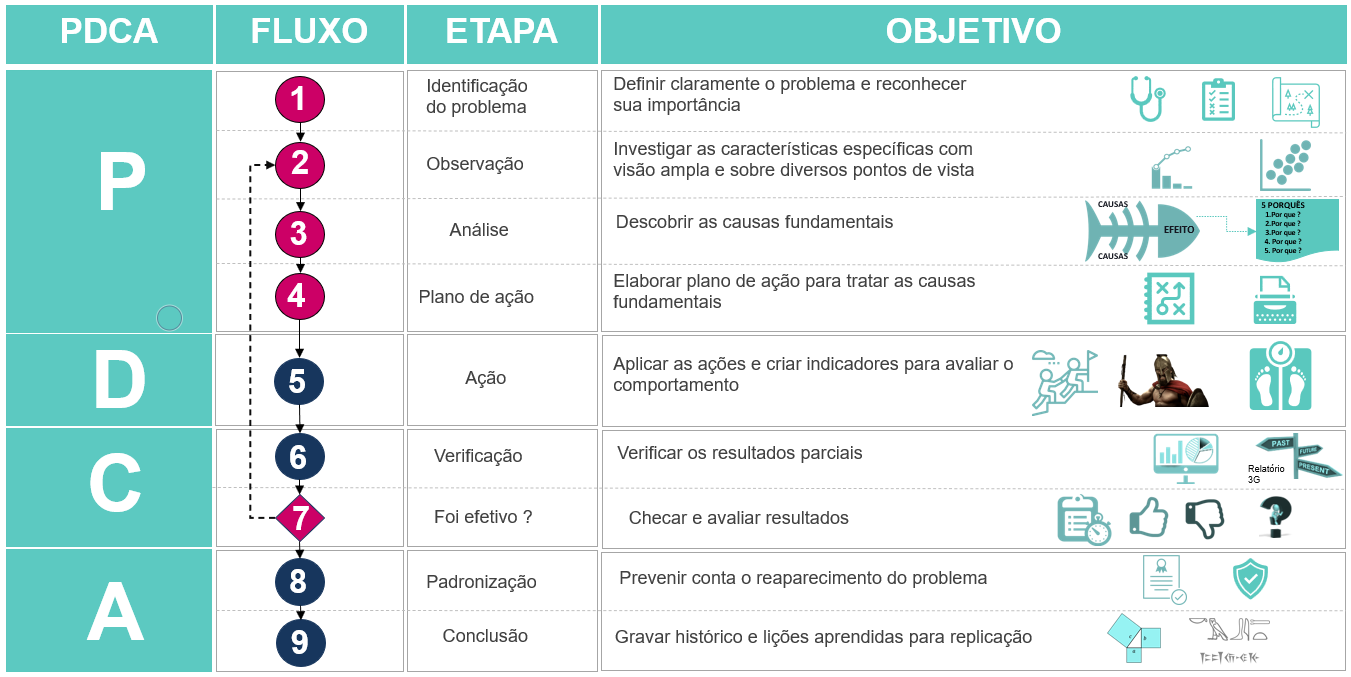 PDCA FLUXO ETAPA OBJETIVO
P
1
Identificação
do problema
Definir claramente o problema e reconhecer
sua importância
2
Observação
Investigar as características específicas com
visão ampla e sobre diversos pontos de vista
3
Análise
Descobrir as causas fundamentais
CAUSAS
EFEITO
CAUSAS
5 PORQUÊS
1.Por que ?
2.Por que ?
3.Por que ?
4. Por que ?
5. Por que ?
4
Plano de ação
Elaborar plano de ação para tratar as causas
fundamentais
D
5
Ação
Aplicar as ações e criar indicadores para avaliar o
comportamento
C
6
Verificação
Verificar os resultados parciais
Relatório
3G
PAST
FUTURE
PRESENT
7
Foi efetivo ?
Checar e avaliar resultados
A
8
Padronização
Prevenir conta o reaparecimento do problema
9
Conclusão
Gravar histórico e lições aprendidas para replicação
c
b
a